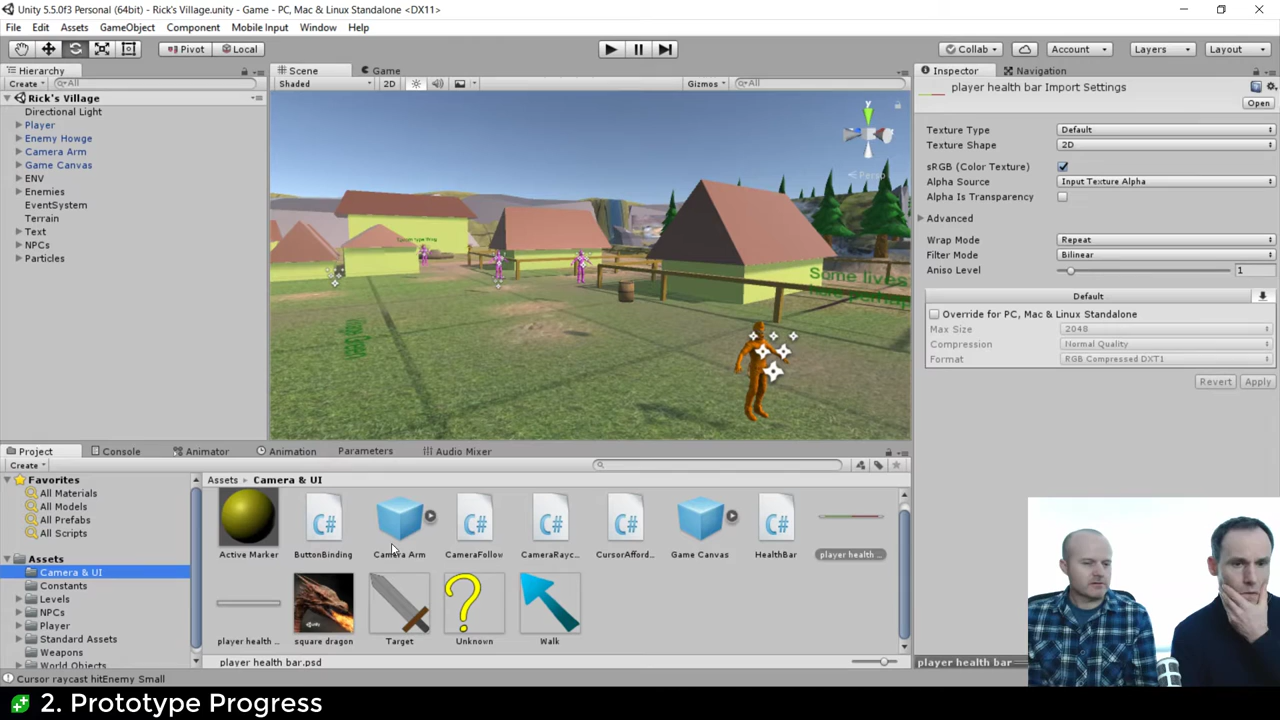 Unity 5.5.0f3 Personal (64bit) - Rick's Village.unity - Game - PC, Mac & Linux Standalone <DX11>
File Edit Assets GameObject Component Mobile Input Window Help
Pivot Local Collab Account Layers Layout
Hierarchy
Create All
Rick's Village
Directional Light
Player
Enemy Howge
Camera Arm
Game Canvas
ENV
Enemies
EventSystem
Terrain
Text
NPCs
Particles
Scene Game
Shaded 2D Gizmos All
y
Persp
Some lives
Inspector Navigation
player health bar Import Settings
Open
Texture Type Default
Texture Shape 2D
sRGB (Color Texture)
Alpha Source Input Texture Alpha
Alpha Is Transparency
Advanced
Wrap Mode Repeat
Filter Mode Bilinear
Aniso Level 1
Default
Override for PC, Mac & Linux Standalone
Max Size 2048
Compression Normal Quality
Format RGB Compressed DXT1
Revert Apply
Project Console Animator Animation Parameters Audio Mixer
Create
Favorites
All Materials
All Models
All Prefabs
All Scripts
Assets
Camera & UI
Constants
Levels
NPCs
Player
Standard Assets
Weapons
World Objects
Assets Camera & UI
C# C# C# C# C#
Active Marker ButtonBinding Camera Arm CameraFollow CameraRayc... CursorAfford... Game Canvas HealthBar player health ...
player health ... square dragon Target Unknown Walk
player health bar.psd
player health bar
Cursor raycast hitEnemy Small
2. Prototype Progress